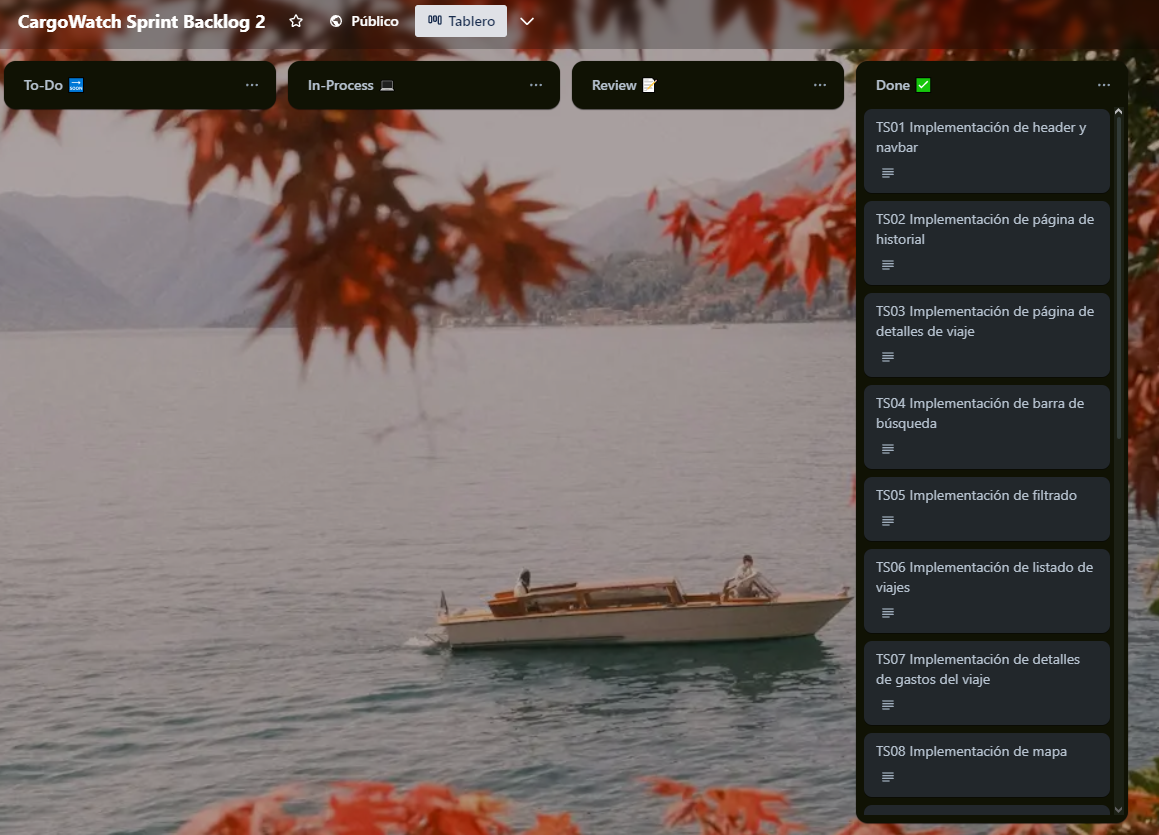 CargoWatch Sprint Backlog 2
Público
Tablero
To-Do
In-Process
Review
Done
TS01 Implementación de header y
navbar
TS02 Implementación de página de
historial
TS03 Implementación de página de
detalles de viaje
TS04 Implementación de barra de
búsqueda
TS05 Implementación de filtrado
TS06 Implementación de listado de
viajes
TS07 Implementación de detalles
de gastos del viaje
TS08 Implementación de mapa